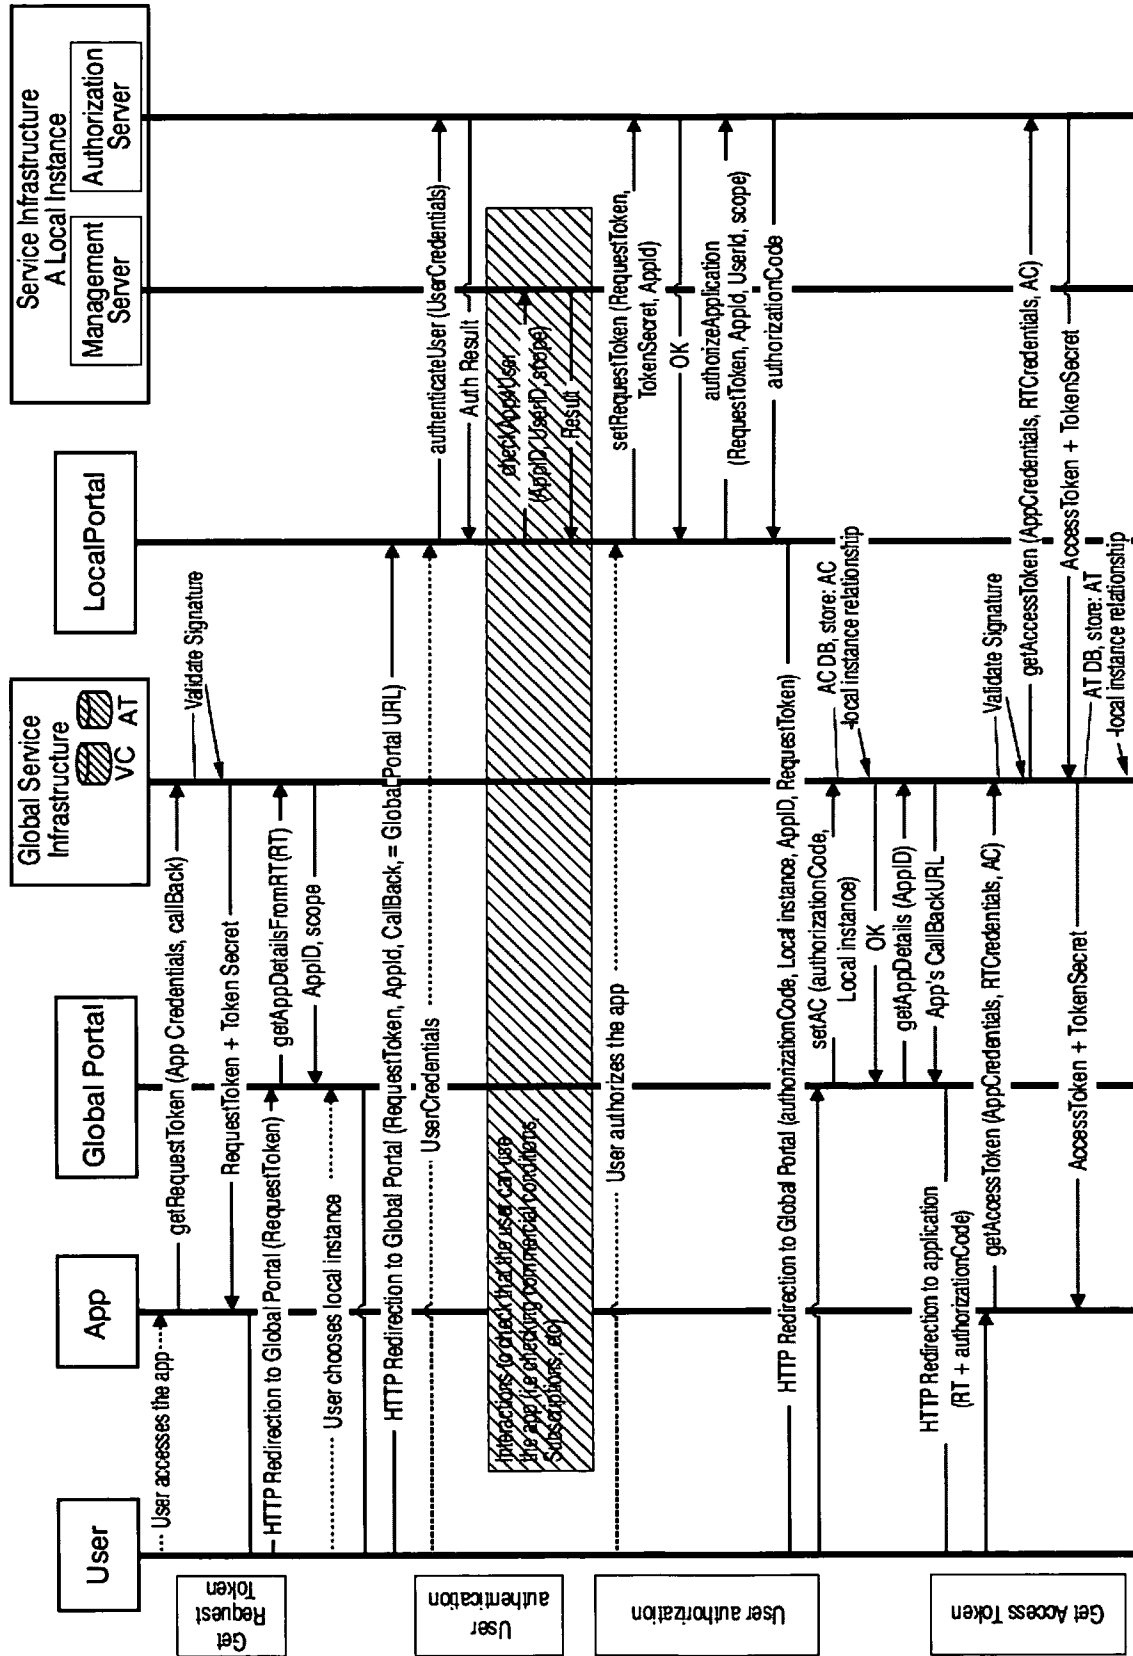 User
App
Global Portal
Global Service
Infrastructure
VC
AT
LocalPortal
Service Infrastructure
A Local Instance
Management
Server
Authorization
Server
Get
Request
Token
User accesses the app
getRequestToken (App Credentials, callBack)
Validate Signature
RequestToken + Token Secret
HTTP Redirection to Global Portal (RequestToken)
getAppDetailsFromRT(RT)
AppID, scope
User chooses local instance
HTTP Redirection to Global Portal (RequestToken, AppId, CallBack, = Global Portal URL)
User
authentication
UserCredentials
authenticateUser (UserCredentials)
Auth Result
Interactions to check that the user can use
the app (i.e checking commercial conditions,
Subscriptions, etc)
checkApp4User
(AppID, UserID, scope)
Result
User authorization
User authorizes the app
setRequestToken (RequestToken,
TokenSecret, AppId)
OK
authorizeApplication
(RequestToken, AppId, UserId, scope)
authorizationCode
HTTP Redirection to Global Portal (authorizationCode, Local instance, AppID, RequestToken)
setAC (authorizationCode,
Local instance)
AC DB, store: AC
-local instance relationship
OK
getAppDetails (AppID)
App's CallBackURL
HTTP Redirection to application
(RT + authorizationCode)
Get Access Token
getAccessToken (AppCredentials, RTCredentials, AC)
Validate Signature
getAccessToken (AppCredentials, RTCredentials, AC)
AccessToken + TokenSecret
AccessToken + TokenSecret
AT DB, store: AT
-local instance relationship